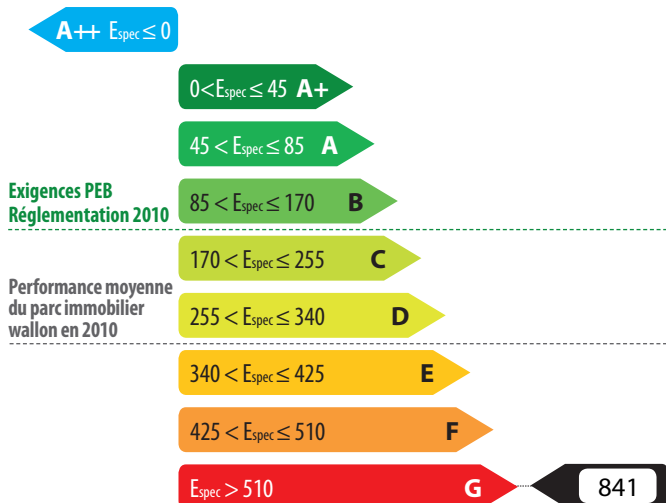 A++ Espec ≤ 0
0<Espec ≤ 45 A+
45 < Espec ≤ 85 A
Exigences PEB
Réglementation 2010
85 < Espec ≤ 170 B
170 < Espec ≤ 255 C
Performance moyenne
du parc immobilier
wallon en 2010
255 < Espec ≤ 340 D
340 < Espec ≤ 425 E
425 < Espec ≤ 510 F
Espec > 510 G
841